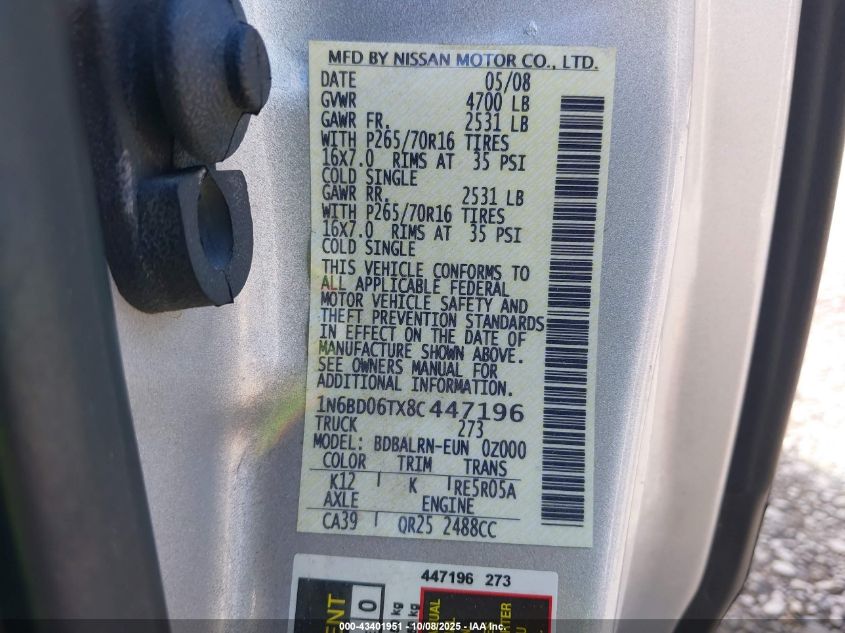 MFD BY NISSAN MOTOR CO., LTD.
DATE 05/08
GVWR 4700 LB
GAWR FR. 2531 LB
WITH P265/70R16 TIRES
16X7.0 RIMS AT 35 PSI
COLD SINGLE
GAWR RR. 2531 LB
WITH P265/70R16 TIRES
16X7.0 RIMS AT 35 PSI
COLD SINGLE
THIS VEHICLE CONFORMS TO
ALL APPLICABLE FEDERAL
MOTOR VEHICLE SAFETY AND
THEFT PREVENTION STANDARDS
IN EFFECT ON THE DATE OF
MANUFACTURE SHOWN ABOVE.
SEE OWNERS MANUAL FOR
ADDITIONAL INFORMATION.
1N6BD06TX8C447196
TRUCK 273
MODEL: BDBALRN-EUN 0Z000
COLOR TRIM TRANS
K12 K RE5R05A
AXLE ENGINE
CA39 QR25 2488CC
447196 273
0
kg
kg
000-43401951 - 10/08/2025 - IAA Inc.